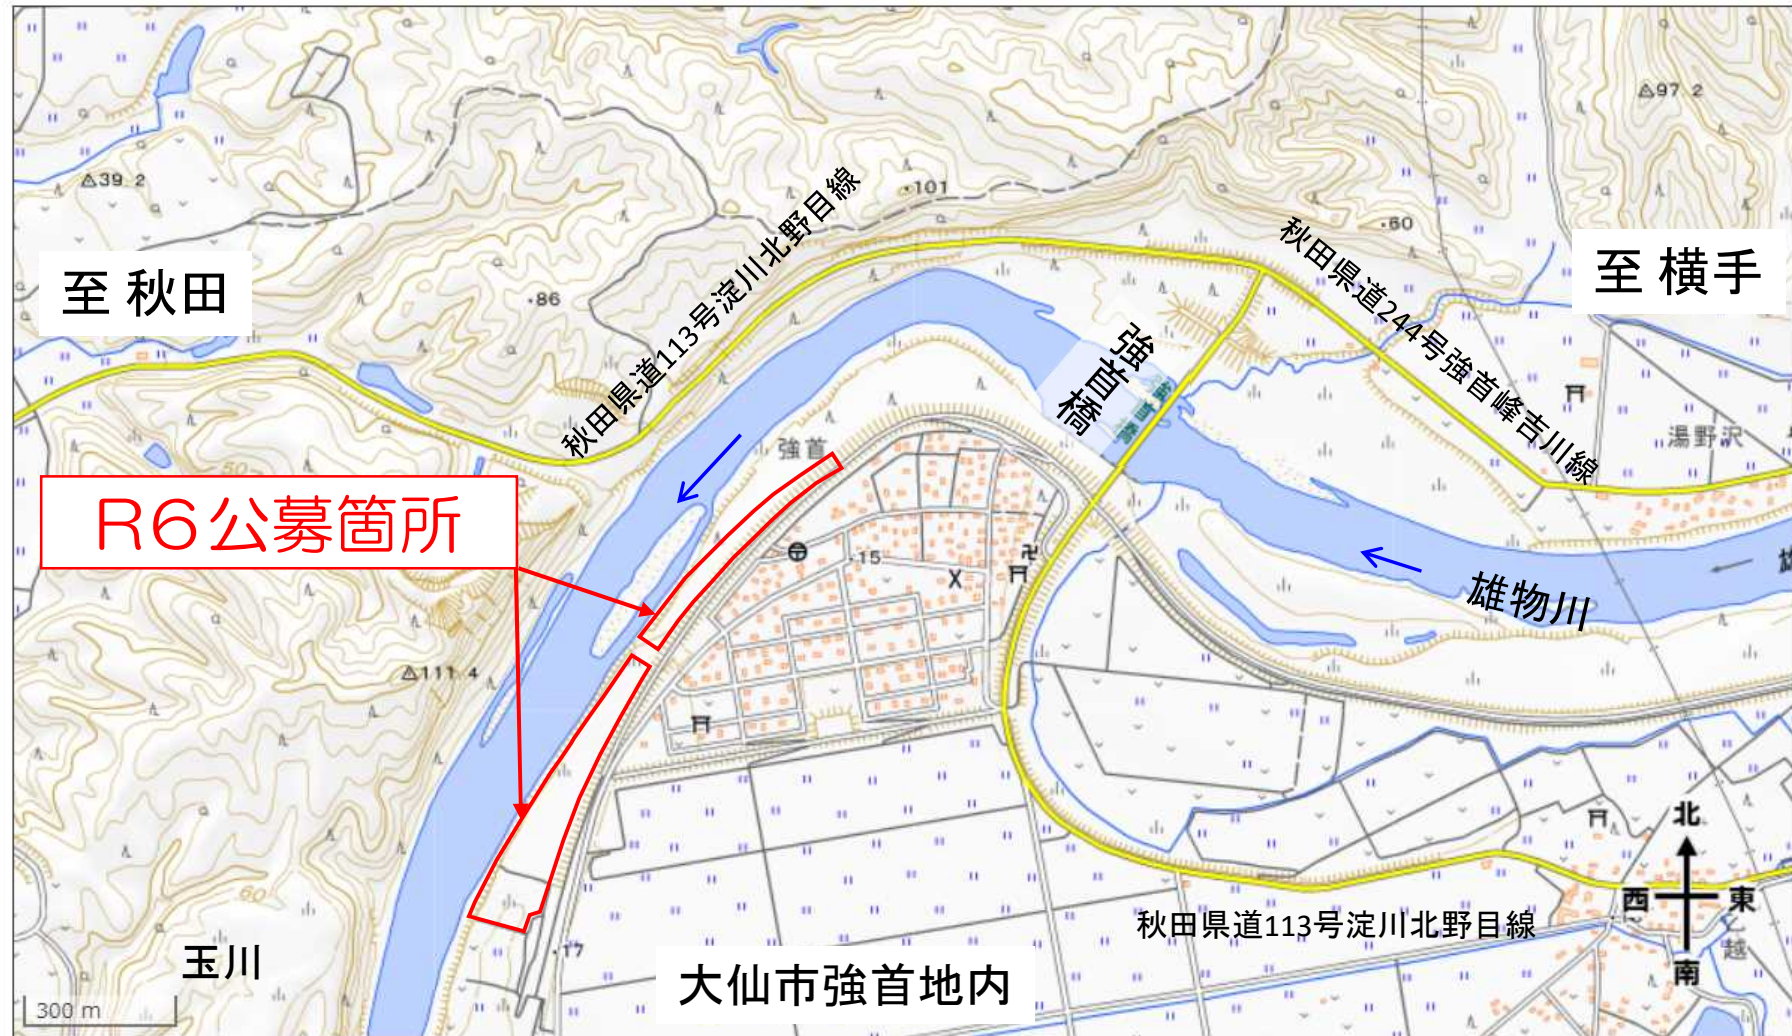 97.2
39.2
・101
秋田県道113号淀川北野目線
・60
秋田県道244号強首峰吉川線
至 秋田
至 横手
・86
強首橋
強首橋
強首
湯野沢
50
R6公募箇所
・15
雄物川
111.4
北
西
東
南
60
秋田県道113号淀川北野目線
玉川
・17
大仙市強首地内
300 m